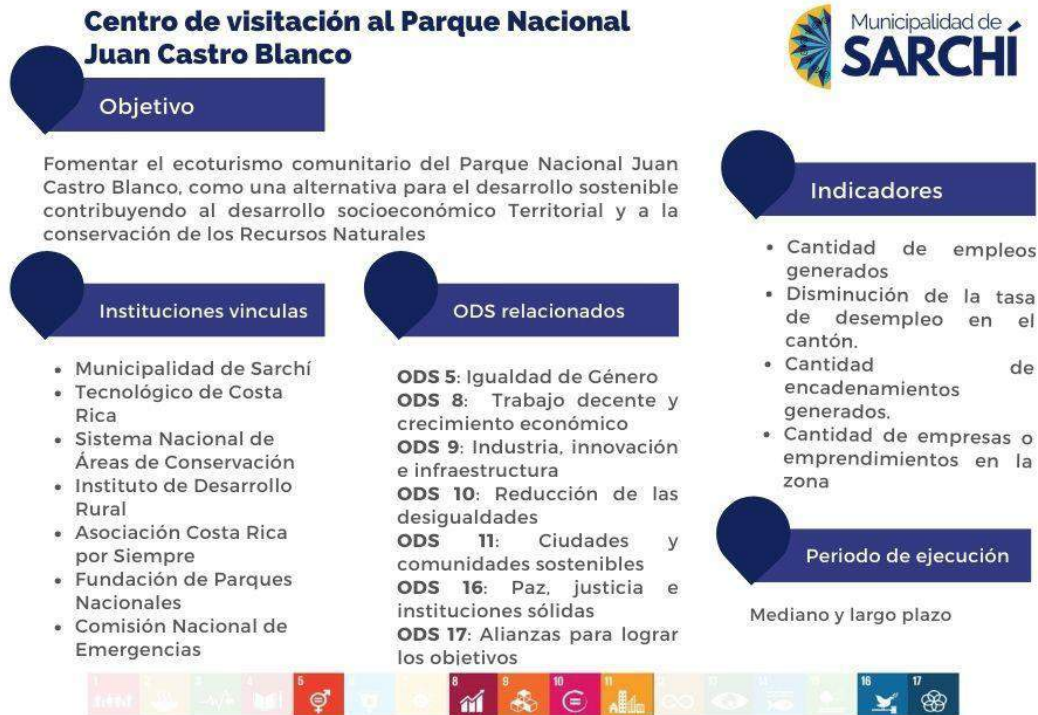 Centro de visitación al Parque Nacional
Juan Castro Blanco
Municipalidad de
SARCHÍ
Objetivo
Fomentar el ecoturismo comunitario del Parque Nacional Juan
Castro Blanco, como una alternativa para el desarrollo sostenible
contribuyendo al desarrollo socioeconómico Territorial y a la
conservación de los Recursos Naturales
Instituciones vinculas
• Municipalidad de Sarchí
• Tecnológico de Costa
Rica
• Sistema Nacional de
Áreas de Conservación
• Instituto de Desarrollo
Rural
• Asociación Costa Rica
por Siempre
• Fundación de Parques
Nacionales
• Comisión Nacional de
Emergencias
ODS relacionados
ODS 5: Igualdad de Género
ODS 8: Trabajo decente y
crecimiento económico
ODS 9: Industria, innovación
e infraestructura
ODS 10: Reducción de las
desigualdades
ODS 11: Ciudades y
comunidades sostenibles
ODS 16: Paz, justicia e
instituciones sólidas
ODS 17: Alianzas para lograr
los objetivos
Indicadores
• Cantidad de empleos
generados
• Disminución de la tasa
de desempleo en el
cantón.
• Cantidad de
encadenamientos
generados.
• Cantidad de empresas o
emprendimientos en la
zona
Periodo de ejecución
Mediano y largo plazo
5 8 9 10 11 16 17